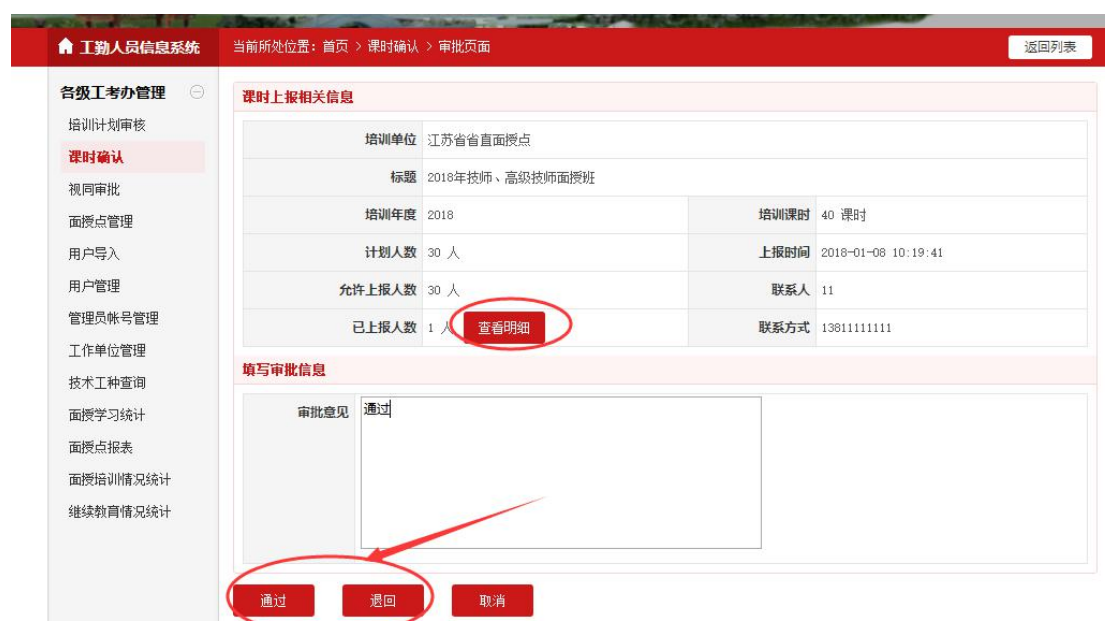 工勤人员信息系统 当前所处位置：首页 > 课时确认 > 审批页面 返回列表
各级工考办管理
培训计划审核
课时确认
视同审批
面授点管理
用户导入
用户管理
管理员帐号管理
工作单位管理
技术工种查询
面授学习统计
面授点报表
面授培训情况统计
继续教育情况统计
课时上报相关信息
培训单位 江苏省省直面授点
标题 2018年技师、高级技师面授班
培训年度 2018 培训课时 40 课时
计划人数 30 人 上报时间 2018-01-08 10:19:41
允许上报人数 30 人 联系人 11
已上报人数 1 人 查看明细 联系方式 13811111111
填写审批信息
审批意见 通过
通过 退回 取消